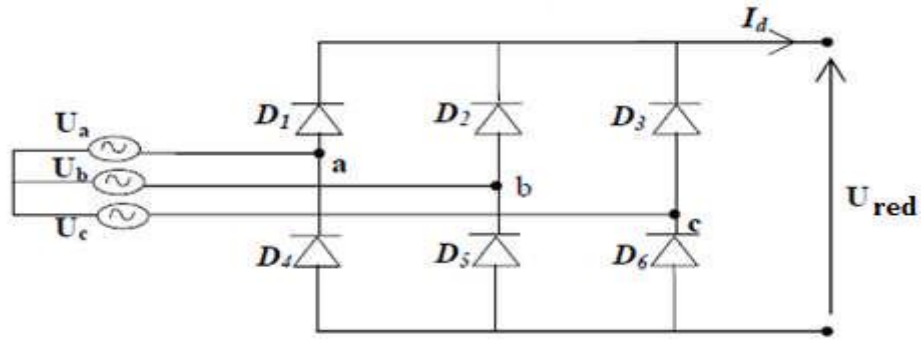 I_d
D_1
D_2
D_3
U_a
a
U_b
b
U_red
U_c
c
D_4
D_5
D_6